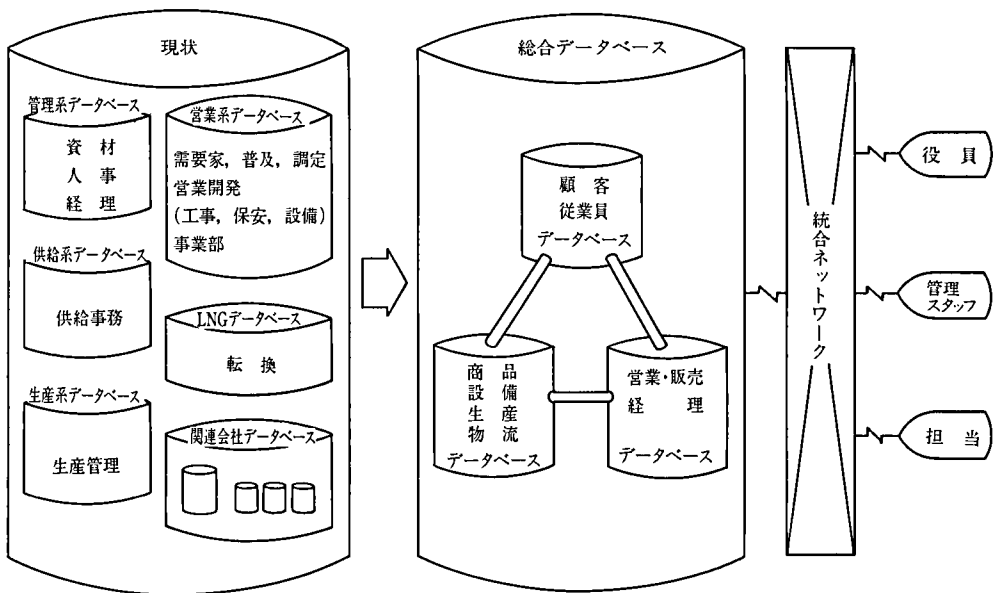 現状
管理系データベース
資材
人事
経理
営業系データベース
需要家，普及，調定
営業開発
(工事，保安，設備)
事業部
供給系データベース
供給事務
LNGデータベース
転換
生産系データベース
生産管理
関連会社データベース
総合データベース
顧客
従業員
データベース
商品
設備
生産
物流
データベース
営業・販売
経理
データベース
統合ネットワーク
役員
管理
スタッフ
担当